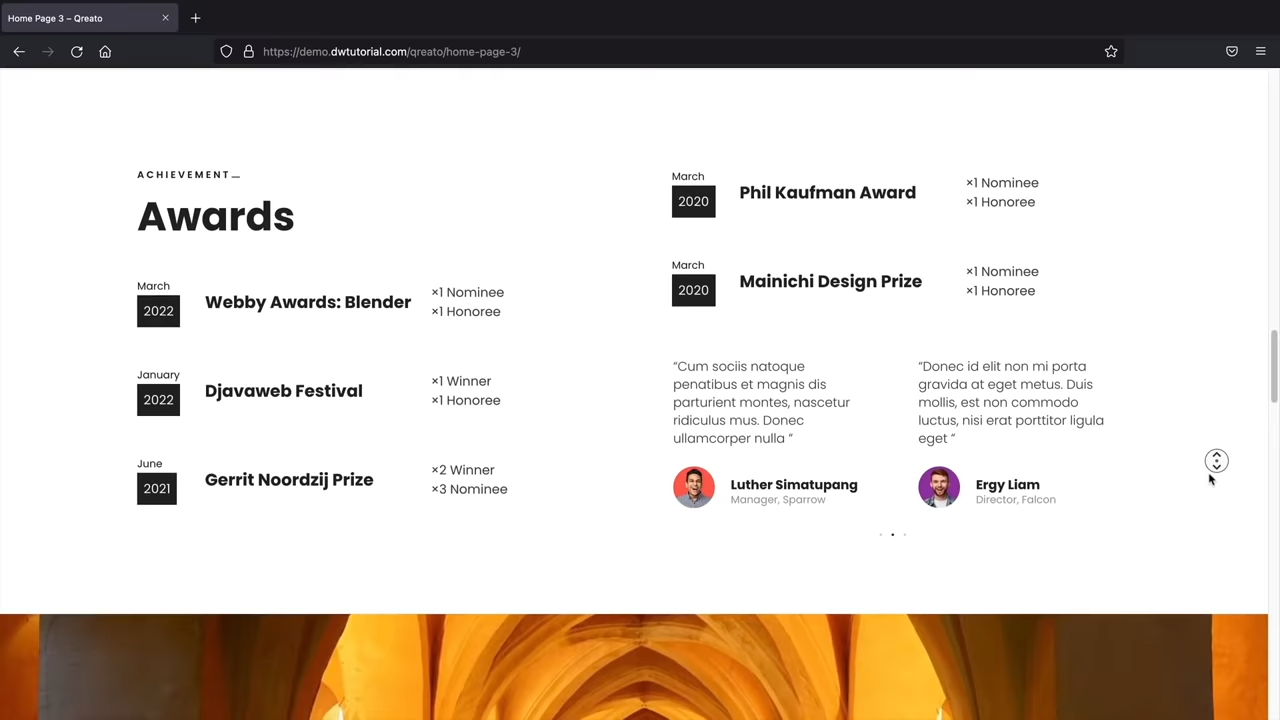 Home Page 3 – Qreato
https://demo.dwtutorial.com/qreato/home-page-3/
ACHIEVEMENT_
Awards
March
2022
Webby Awards: Blender
×1 Nominee
×1 Honoree
January
2022
Djavaweb Festival
×1 Winner
×1 Honoree
June
2021
Gerrit Noordzij Prize
×2 Winner
×3 Nominee
March
2020
Phil Kaufman Award
×1 Nominee
×1 Honoree
March
2020
Mainichi Design Prize
×1 Nominee
×1 Honoree
“Cum sociis natoque
penatibus et magnis dis
parturient montes, nascetur
ridiculus mus. Donec
ullamcorper nulla ”
Luther Simatupang
Manager, Sparrow
“Donec id elit non mi porta
gravida at eget metus. Duis
mollis, est non commodo
luctus, nisi erat porttitor ligula
eget ”
Ergy Liam
Director, Falcon